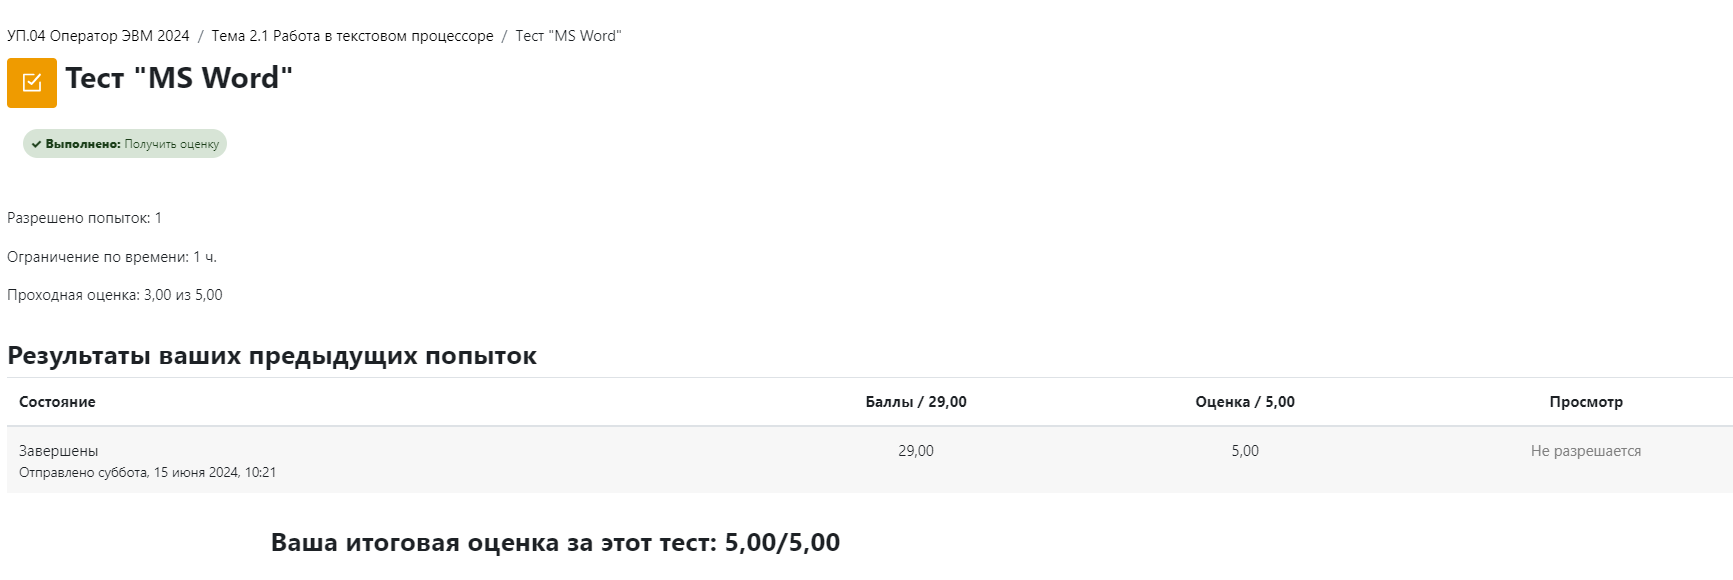 УП.04 Оператор ЭВМ 2024 / Тема 2.1 Работа в текстовом процессоре / Тест "MS Word"
Тест "MS Word"
Выполнено: Получить оценку
Разрешено попыток: 1
Ограничение по времени: 1 ч.
Проходная оценка: 3,00 из 5,00
Результаты ваших предыдущих попыток
Состояние Баллы / 29,00 Оценка / 5,00 Просмотр
Завершены 29,00 5,00 Не разрешается
Отправлено суббота, 15 июня 2024, 10:21
Ваша итоговая оценка за этот тест: 5,00/5,00